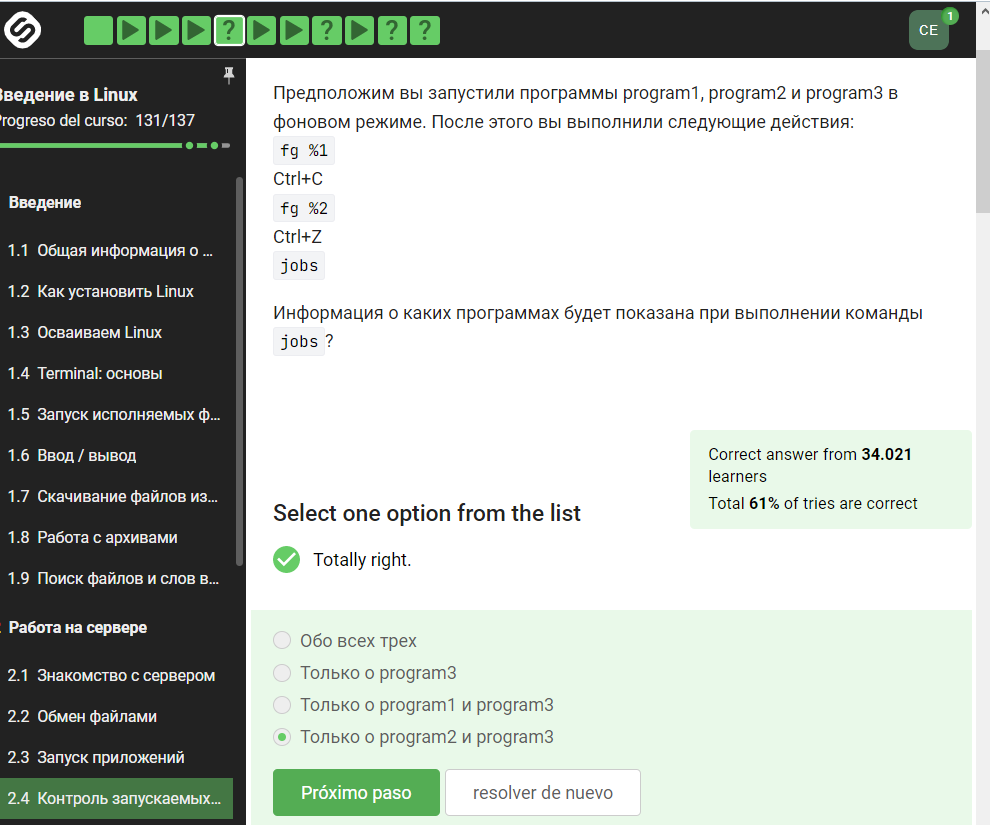 ? ? ? ?
CE
1
Введение в Linux
Progreso del curso: 131/137
Введение
1.1 Общая информация о ...
1.2 Как установить Linux
1.3 Осваиваем Linux
1.4 Terminal: основы
1.5 Запуск исполняемых ф...
1.6 Ввод / вывод
1.7 Скачивание файлов из...
1.8 Работа с архивами
1.9 Поиск файлов и слов в...
Работа на сервере
2.1 Знакомство с сервером
2.2 Обмен файлами
2.3 Запуск приложений
2.4 Контроль запускаемых...
Предположим вы запустили программы program1, program2 и program3 в
фоновом режиме. После этого вы выполнили следующие действия:
fg %1
Ctrl+C
fg %2
Ctrl+Z
jobs
Информация о каких программах будет показана при выполнении команды
jobs?
Correct answer from 34.021
learners
Total 61% of tries are correct
Select one option from the list
Totally right.
Обо всех трех
Только о program3
Только о program1 и program3
Только о program2 и program3
Próximo paso
resolver de nuevo